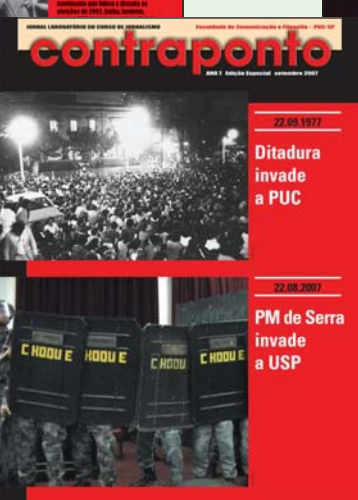 JORNAL LABORATÓRIO DO CURSO DE JORNALISMO
Faculdade de Comunicação e Filosofia - PUC-SP
contraponto
ANO 7 Edição Especial setembro 2007
22.09.1977
Ditadura
invade
a PUC
22.08.2007
PM de Serra
invade
a USP
CHOQUE
CHOQUE
CHOQUE
CHOQUE